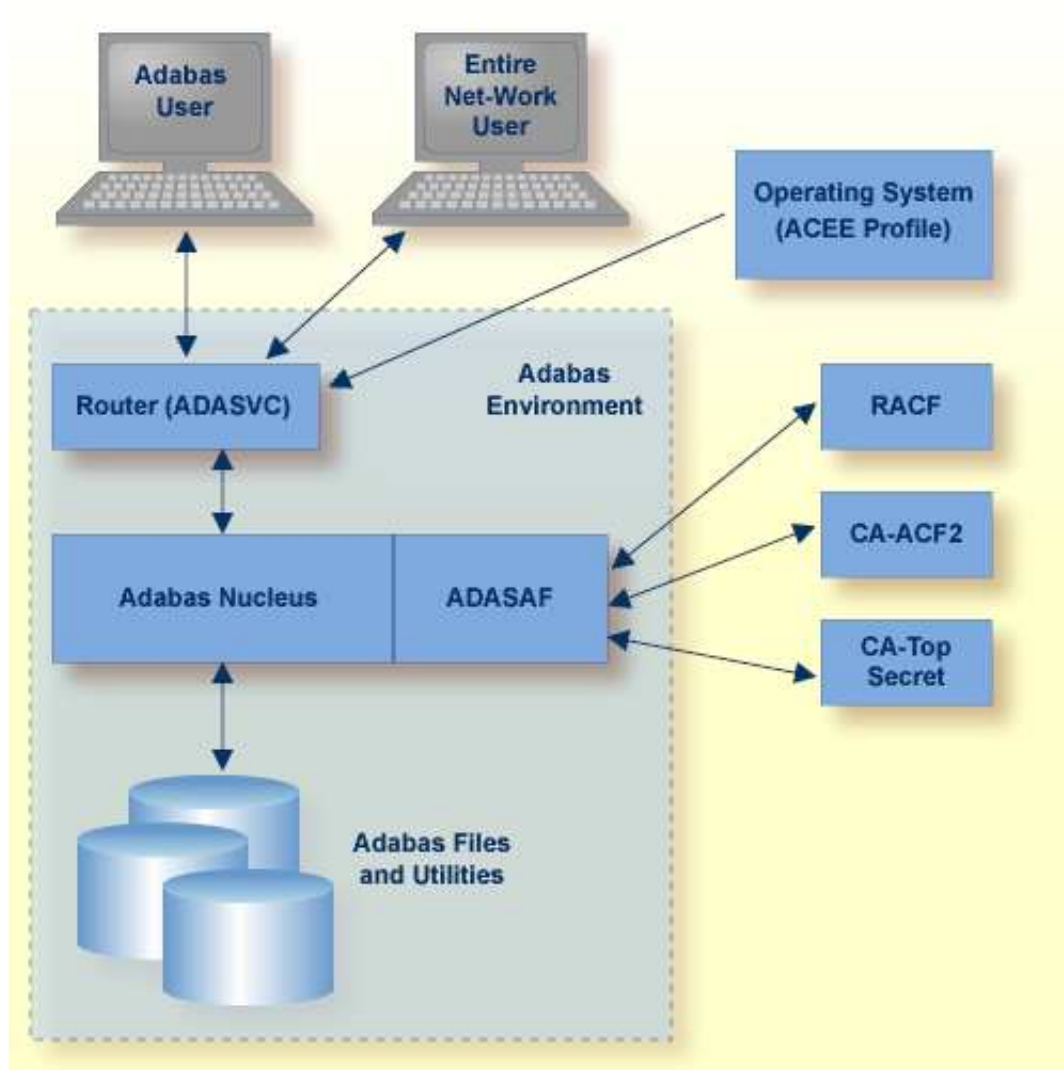 Adabas
User
Entire
Net-Work
User
Operating System
(ACEE Profile)
Adabas
Environment
Router (ADASVC)
RACF
CA-ACF2
Adabas Nucleus
ADASAF
CA-Top
Secret
Adabas Files
and Utilities